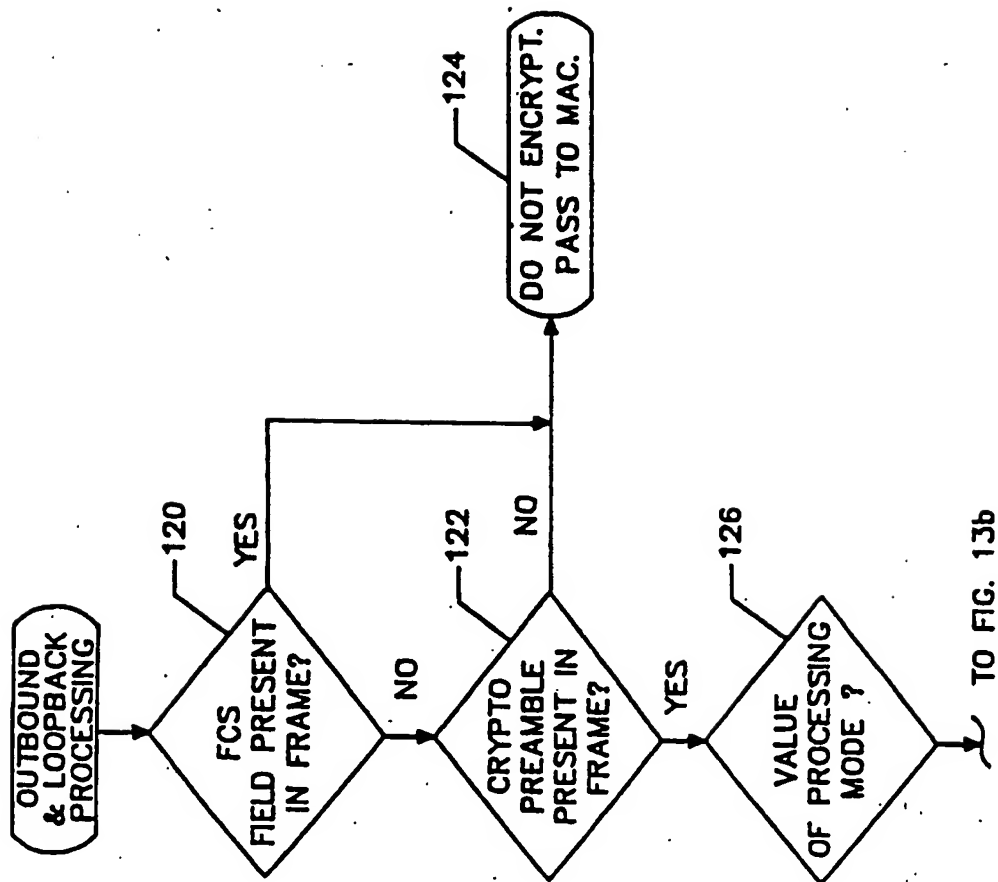 OUTBOUND
& LOOPBACK
PROCESSING
120
FCS
FIELD PRESENT
IN FRAME?
YES
NO
122
CRYPTO
PREAMBLE
PRESENT IN
FRAME?
NO
YES
124
DO NOT ENCRYPT.
PASS TO MAC.
126
VALUE
OF PROCESSING
MODE ?
TO FIG. 13b